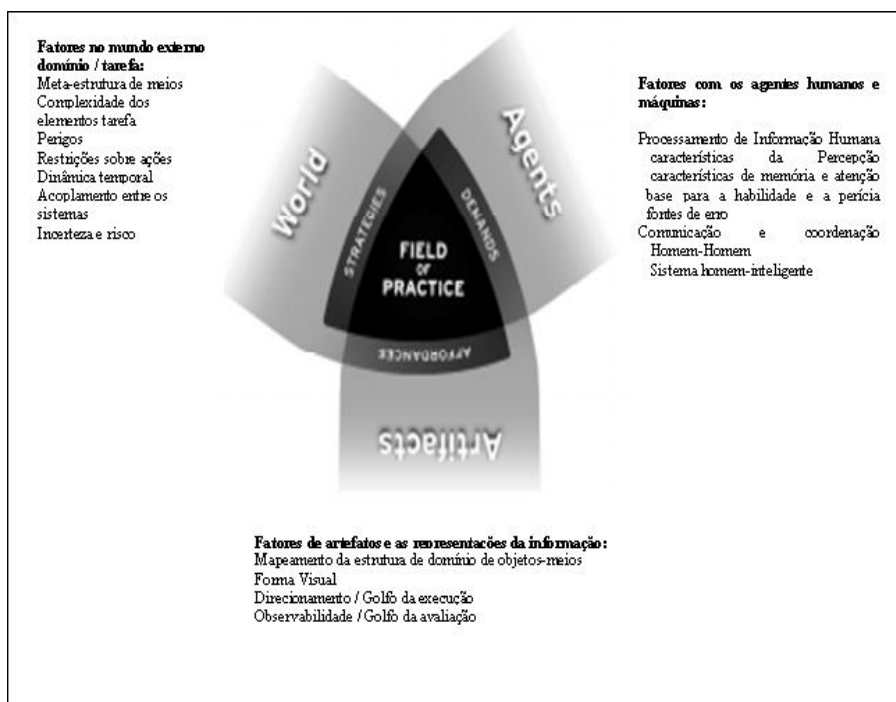 Fatores no mundo externo
domínio / tarefa:
Meta-estrutura de meios
Complexidade dos
elementos tarefa
Perigos
Restrições sobre ações
Dinâmica temporal
Acoplamento entre os
sistemas
Incerteza e risco
World
Agents
Artifacts
STRATEGIES
DEMANDS
AFFORDANCES
FIELD
OF
PRACTICE
Fatores com os agentes humanos e
máquinas:
Processamento de Informação Humana
características da Percepção
características de memória e atenção
base para a habilidade e a perícia
fontes de erro
Comunicação e coordenação
Homem-Homem
Sistema homem-inteligente
Fatores de artefatos e as representações da informação:
Mapeamento da estrutura de domínio de objetos-meios
Forma Visual
Direcionamento / Golfo da execução
Observabilidade / Golfo da avaliação